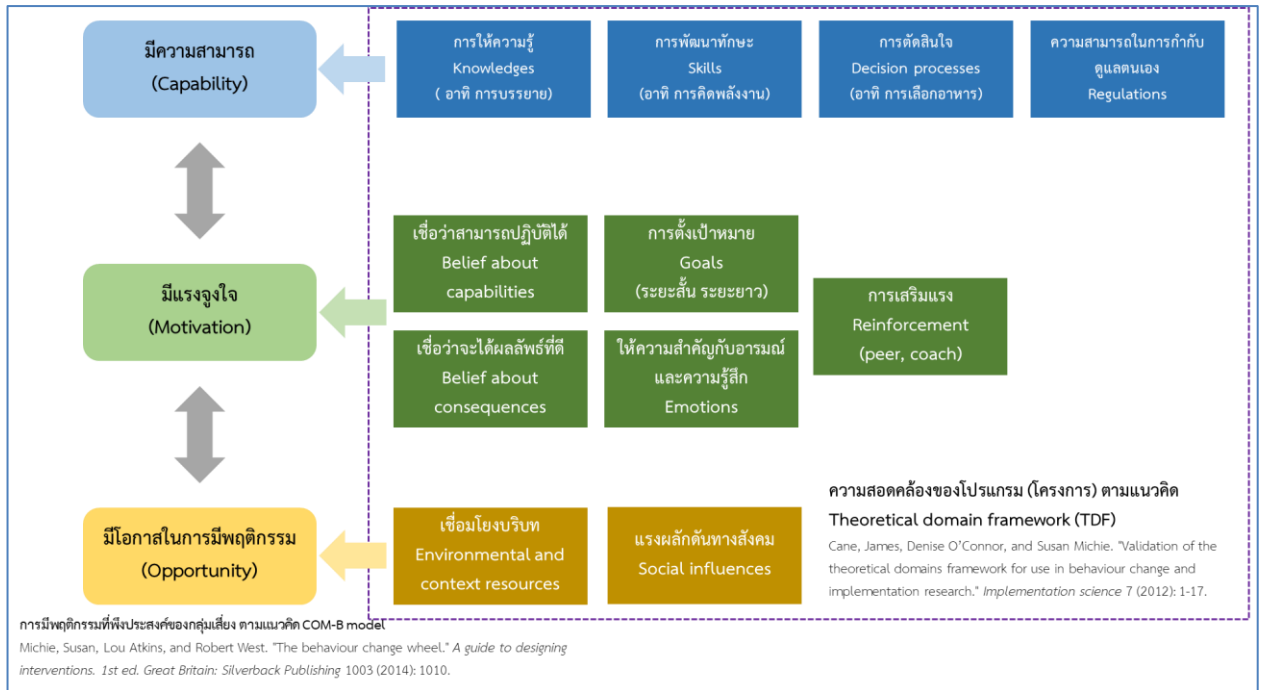 มีความสามารถ
(Capability)
การให้ความรู้
Knowledges
( อาทิ การบรรยาย)
การพัฒนาทักษะ
Skills
(อาทิ การคิดพลังงาน)
การตัดสินใจ
Decision processes
(อาทิ การเลือกอาหาร)
ความสามารถในการกำกับ
ดูแลตนเอง
Regulations
มีแรงจูงใจ
(Motivation)
เชื่อว่าสามารถปฏิบัติได้
Belief about
capabilities
การตั้งเป้าหมาย
Goals
(ระยะสั้น ระยะยาว)
การเสริมแรง
Reinforcement
(peer, coach)
เชื่อว่าจะได้ผลลัพธ์ที่ดี
Belief about
consequences
ให้ความสำคัญกับอารมณ์
และความรู้สึก
Emotions
มีโอกาสในการมีพฤติกรรม
(Opportunity)
เชื่อมโยงบริบท
Environmental and
context resources
แรงผลักดันทางสังคม
Social influences
ความสอดคล้องของโปรแกรม (โครงการ) ตามแนวคิด
Theoretical domain framework (TDF)
Cane, James, Denise O’Connor, and Susan Michie. "Validation of the
theoretical domains framework for use in behaviour change and
implementation research." Implementation science 7 (2012): 1-17.
การมีพฤติกรรมที่พึงประสงค์ของกลุ่มเสี่ยง ตามแนวคิด COM-B model
Michie, Susan, Lou Atkins, and Robert West. "The behaviour change wheel." A guide to designing
interventions. 1st ed. Great Britain: Silverback Publishing 1003 (2014): 1010.